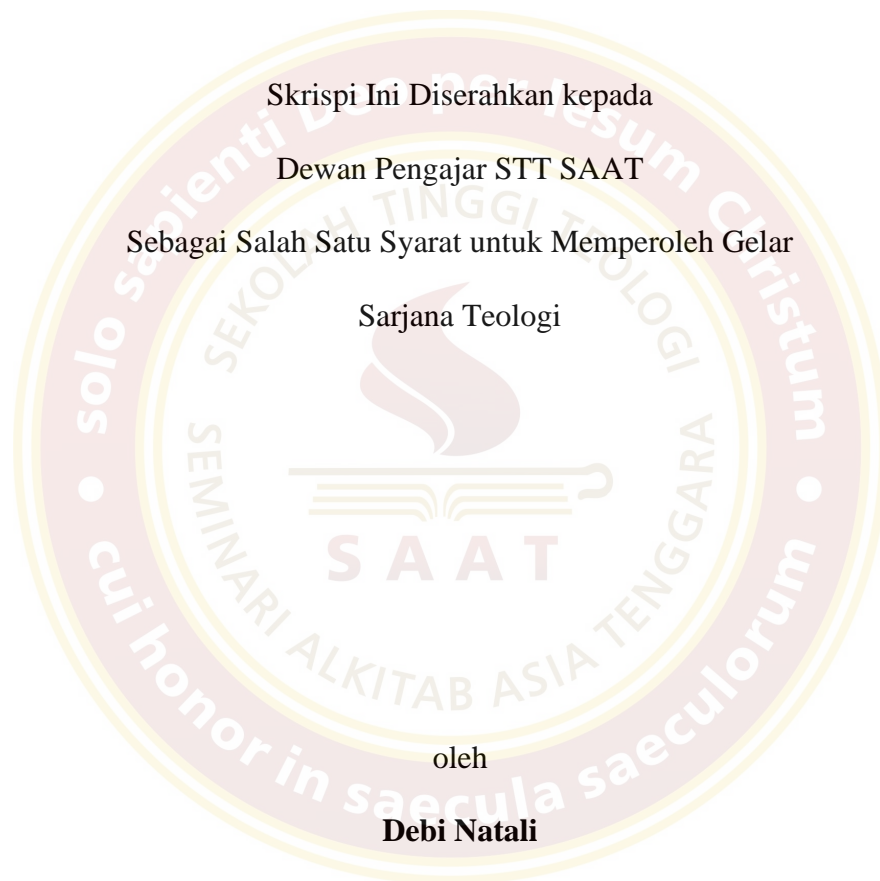 Skripsi Ini Diserahkan kepada
Dewan Pengajar STT SAAT
Sebagai Salah Satu Syarat untuk Memperoleh Gelar
Sarjana Teologi
solo sapienti Deo per Iesum Christum
SEKOLAH TINGGI TEOLOGI
SAAT
SEMINARI ALKITAB ASIA TENGGARA
cui honor in saecula saeculorum
oleh
Debi Natali